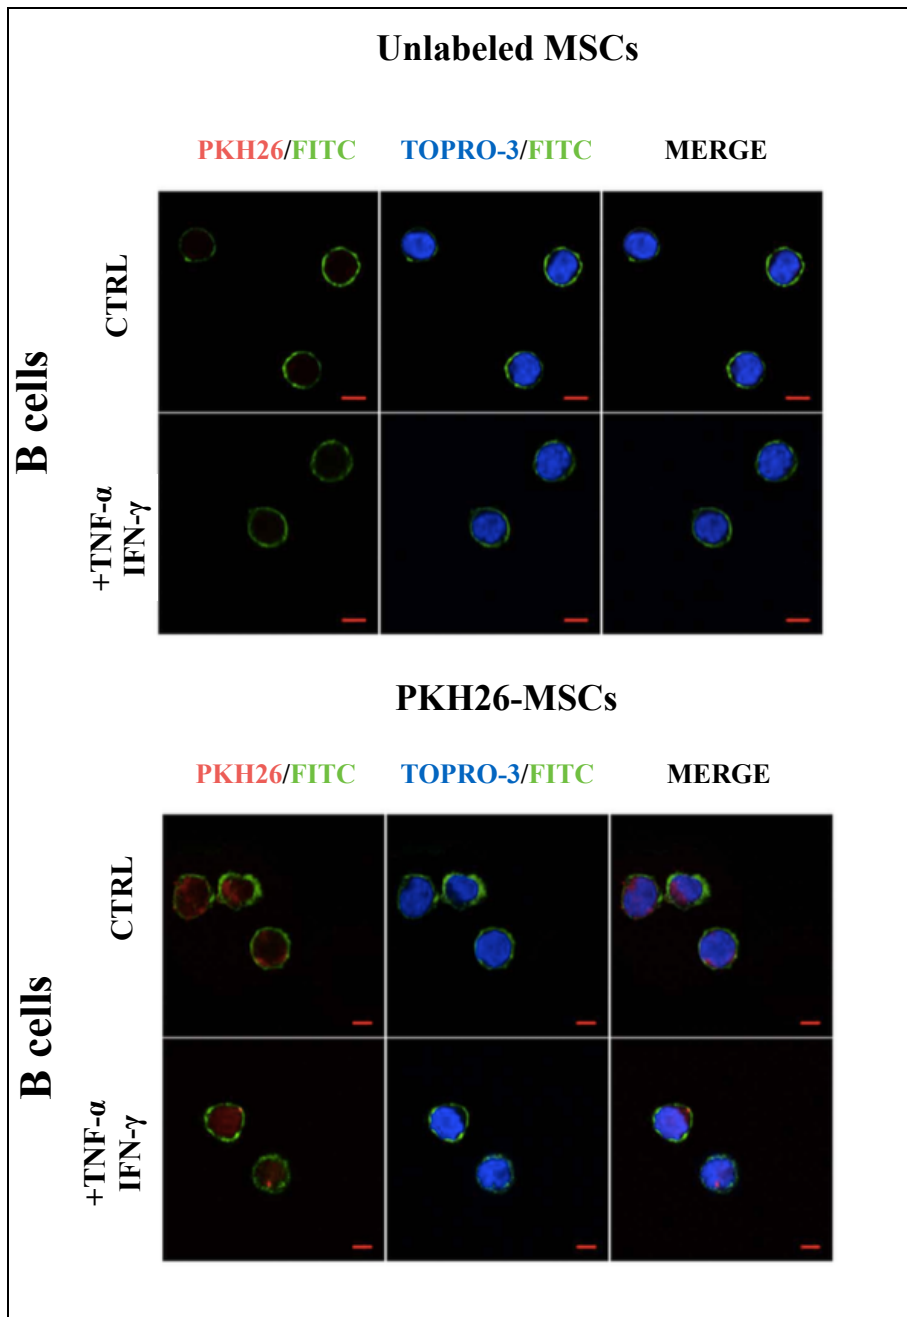 Unlabeled MSCs
PKH26/FITC TOPRO-3/FITC MERGE
B cells
CTRL
+TNF-α
IFN-γ
PKH26-MSCs
PKH26/FITC TOPRO-3/FITC MERGE
B cells
CTRL
+TNF-α
IFN-γ